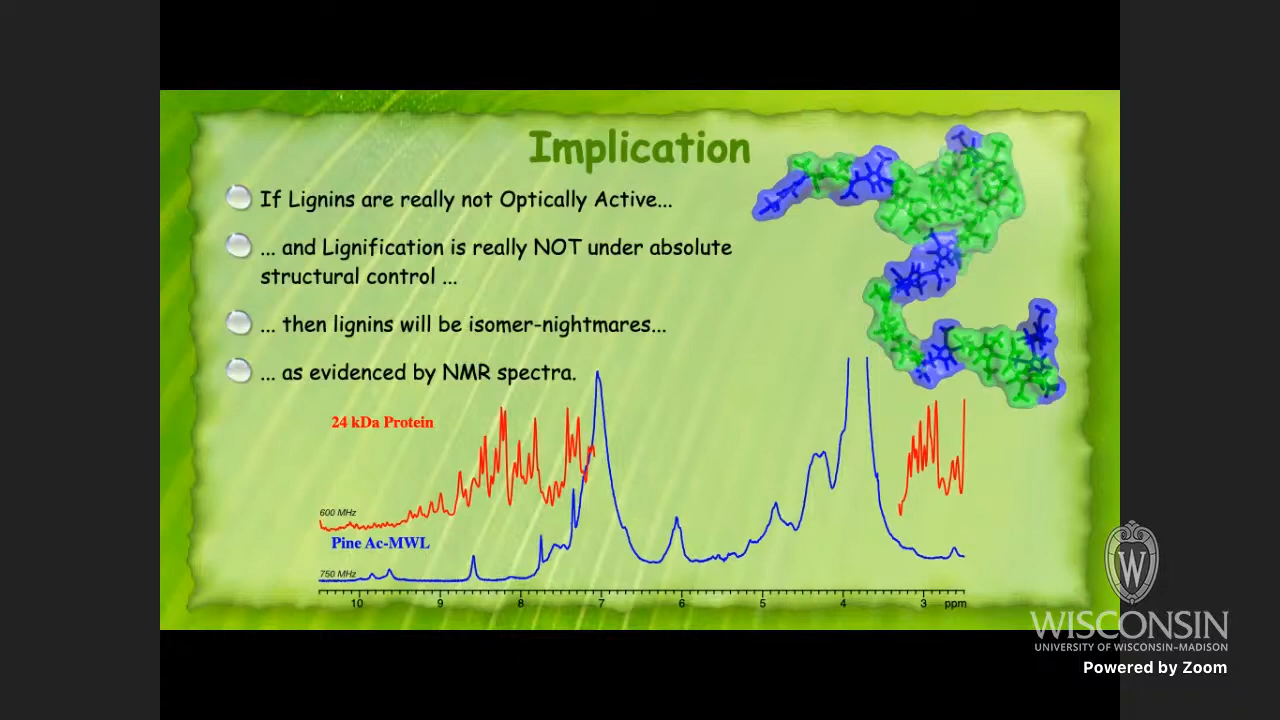 Implication
If Lignins are really not Optically Active...
... and Lignification is really NOT under absolute
structural control ...
... then lignins will be isomer-nightmares...
... as evidenced by NMR spectra.
24 kDa Protein
600 MHz
Pine Ac-MWL
750 MHz
10 9 8 7 6 5 4 3 ppm
W
WISCONSIN
UNIVERSITY OF WISCONSIN–MADISON
Powered by Zoom